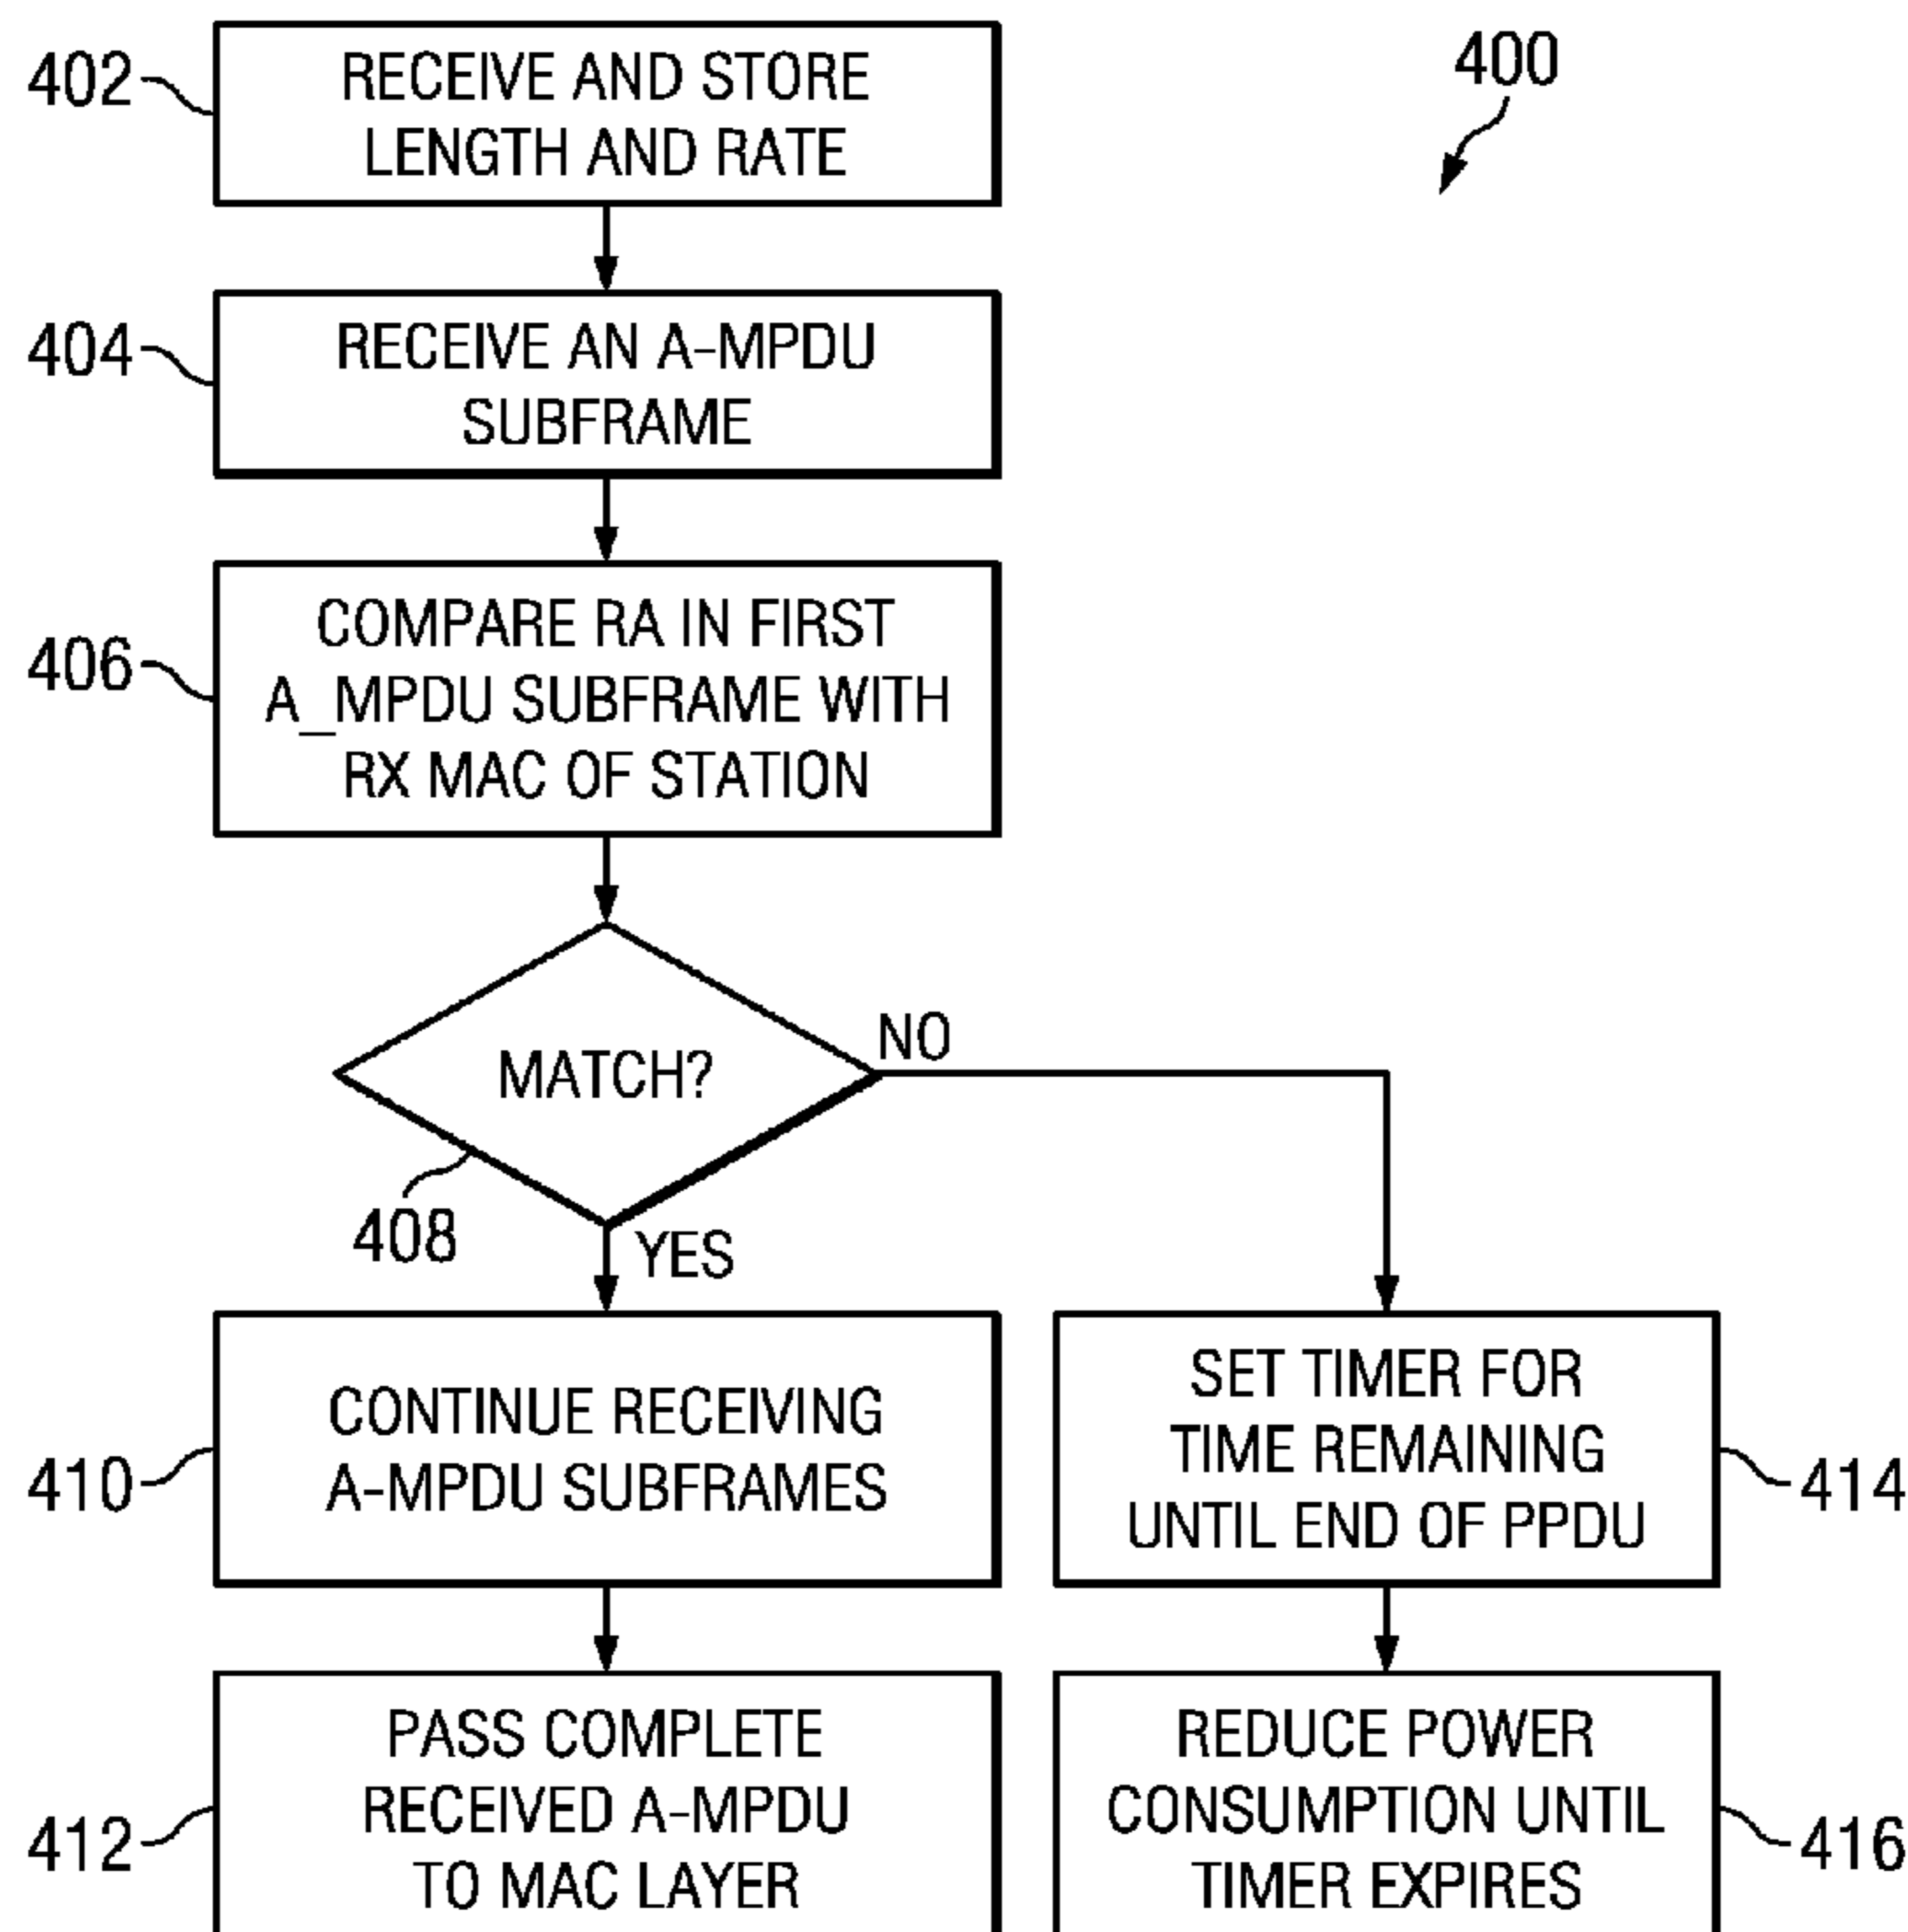 400
402
RECEIVE AND STORE
LENGTH AND RATE
404
RECEIVE AN A-MPDU
SUBFRAME
406
COMPARE RA IN FIRST
A_MPDU SUBFRAME WITH
RX MAC OF STATION
MATCH?
NO
408
YES
410
CONTINUE RECEIVING
A-MPDU SUBFRAMES
SET TIMER FOR
TIME REMAINING
UNTIL END OF PPDU
414
412
PASS COMPLETE
RECEIVED A-MPDU
TO MAC LAYER
REDUCE POWER
CONSUMPTION UNTIL
TIMER EXPIRES
416